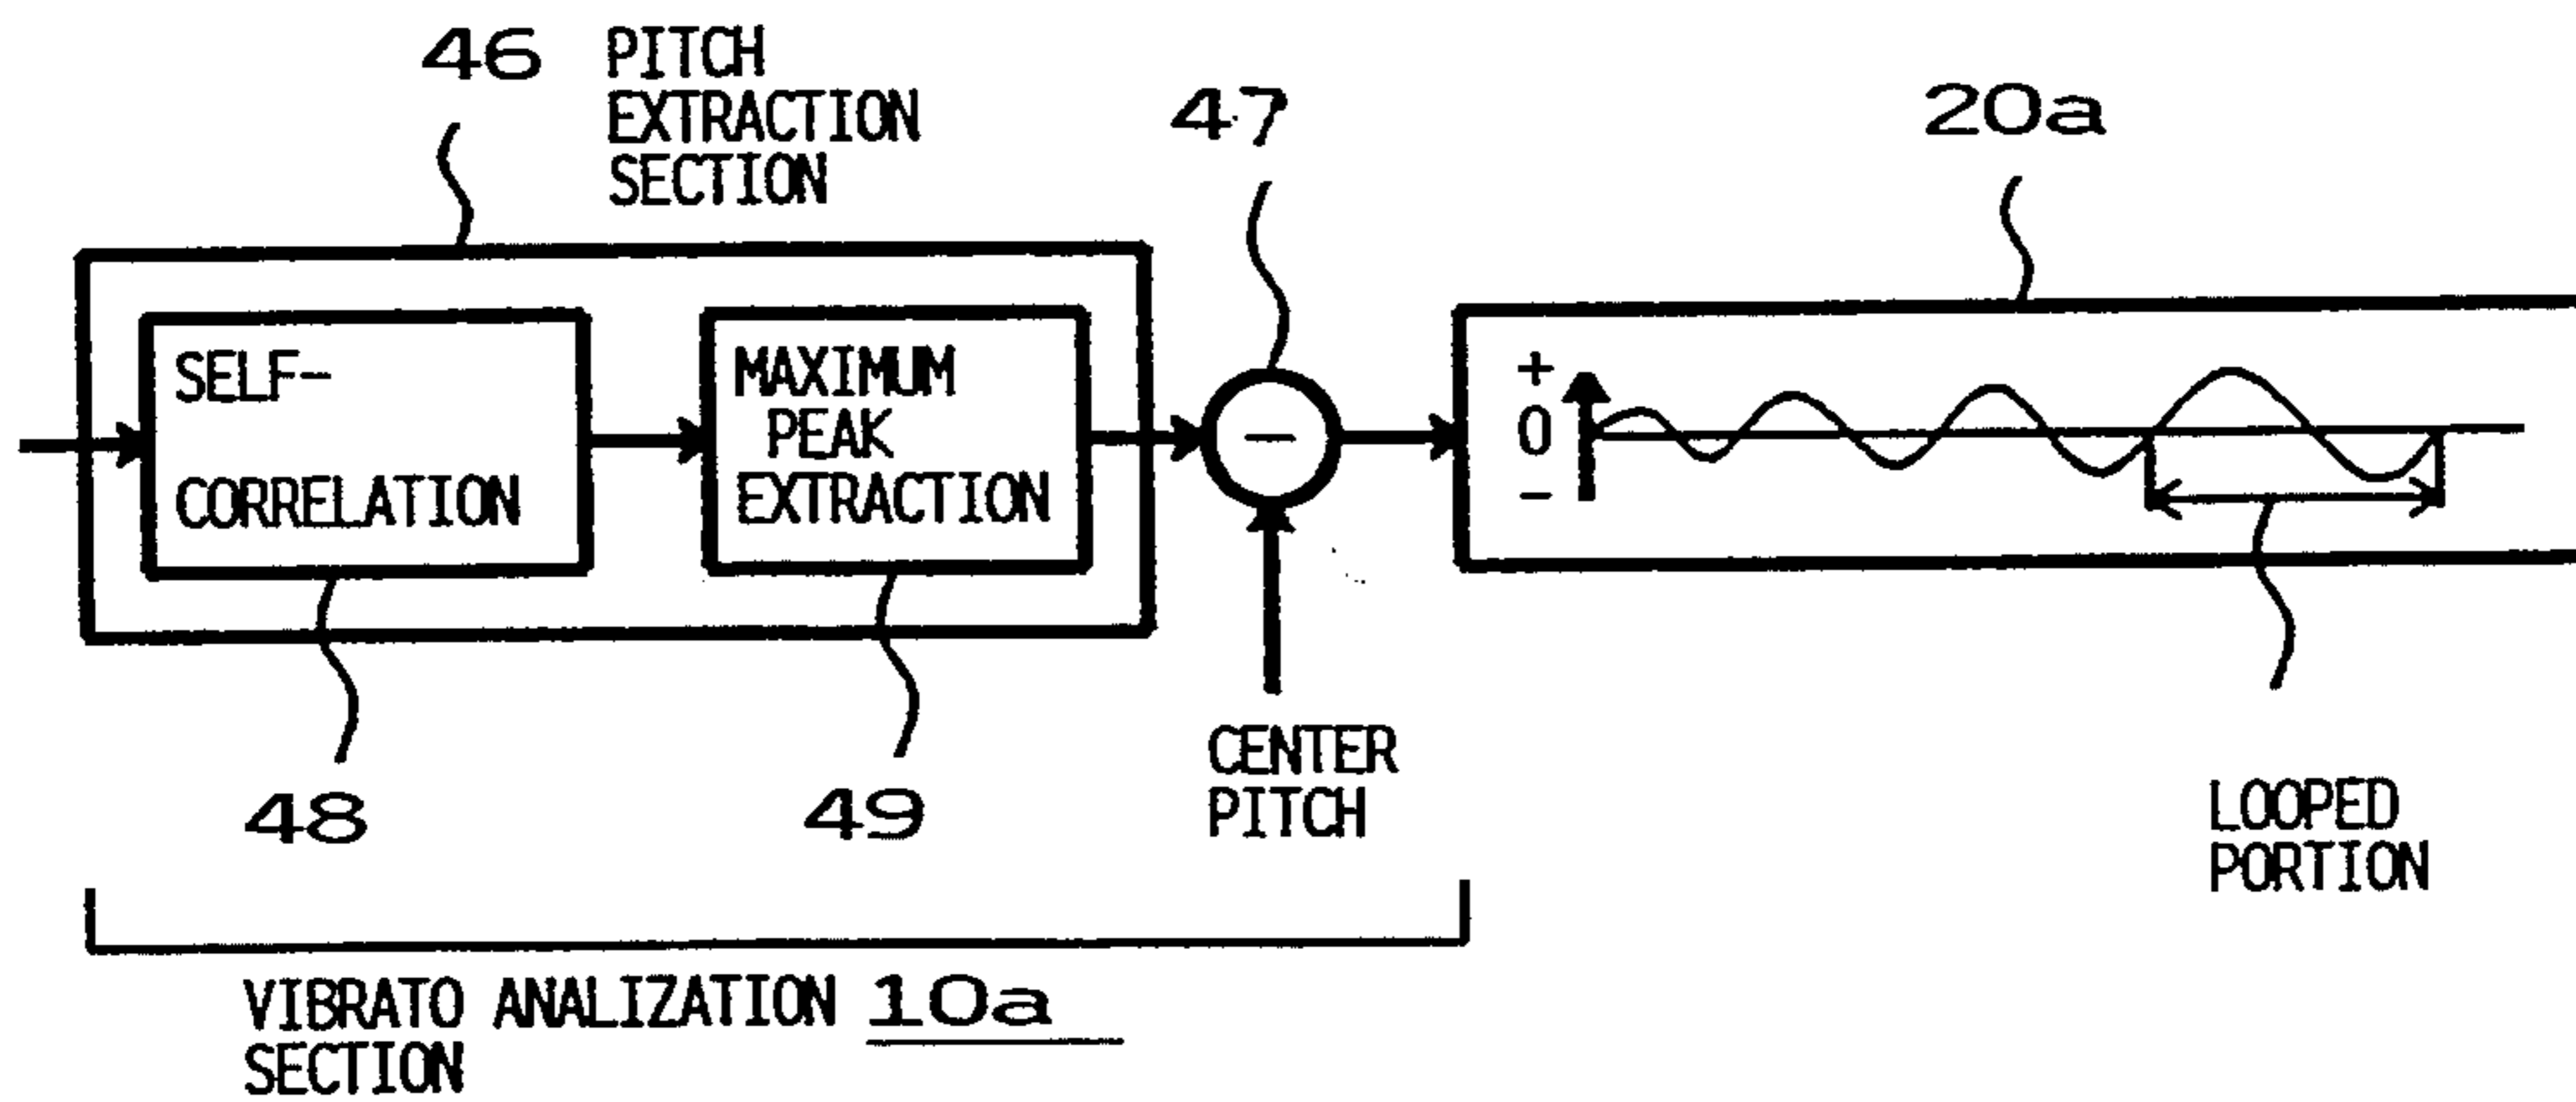 46
PITCH
EXTRACTION
SECTION
47
20a
SELF-
CORRELATION
MAXIMUM
PEAK
EXTRACTION
−
+
0
−
48
49
CENTER
PITCH
LOOPED
PORTION
VIBRATO ANALIZATION 10a
SECTION